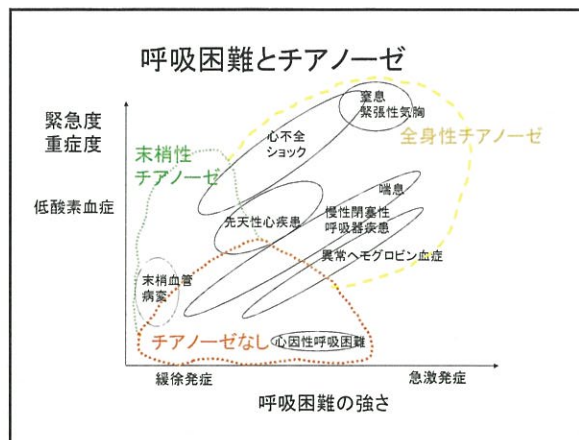 呼吸困難とチアノーゼ
緊急度
重症度
低酸素血症
末梢性
チアノーゼ
心不全
ショック
窒息
緊張性気胸
全身性チアノーゼ
先天性心疾患
喘息
慢性閉塞性
呼吸器疾患
異常ヘモグロビン血症
末梢血管
病変
チアノーゼなし
心因性呼吸困難
緩徐発症
急激発症
呼吸困難の強さ